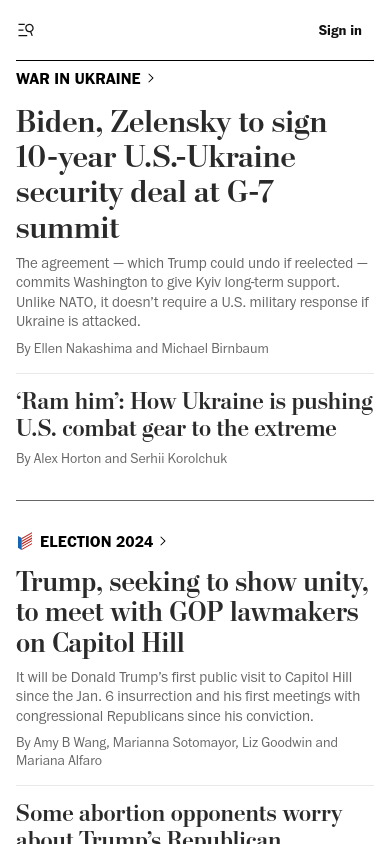 Sign in
WAR IN UKRAINE
Biden, Zelensky to sign
10-year U.S.-Ukraine
security deal at G-7
summit
The agreement — which Trump could undo if reelected —
commits Washington to give Kyiv long-term support.
Unlike NATO, it doesn’t require a U.S. military response if
Ukraine is attacked.
By Ellen Nakashima and Michael Birnbaum
‘Ram him’: How Ukraine is pushing
U.S. combat gear to the extreme
By Alex Horton and Serhii Korolchuk
ELECTION 2024
Trump, seeking to show unity,
to meet with GOP lawmakers
on Capitol Hill
It will be Donald Trump’s first public visit to Capitol Hill
since the Jan. 6 insurrection and his first meetings with
congressional Republicans since his conviction.
By Amy B Wang, Marianna Sotomayor, Liz Goodwin and
Mariana Alfaro
Some abortion opponents worry
about Trump’s Republican